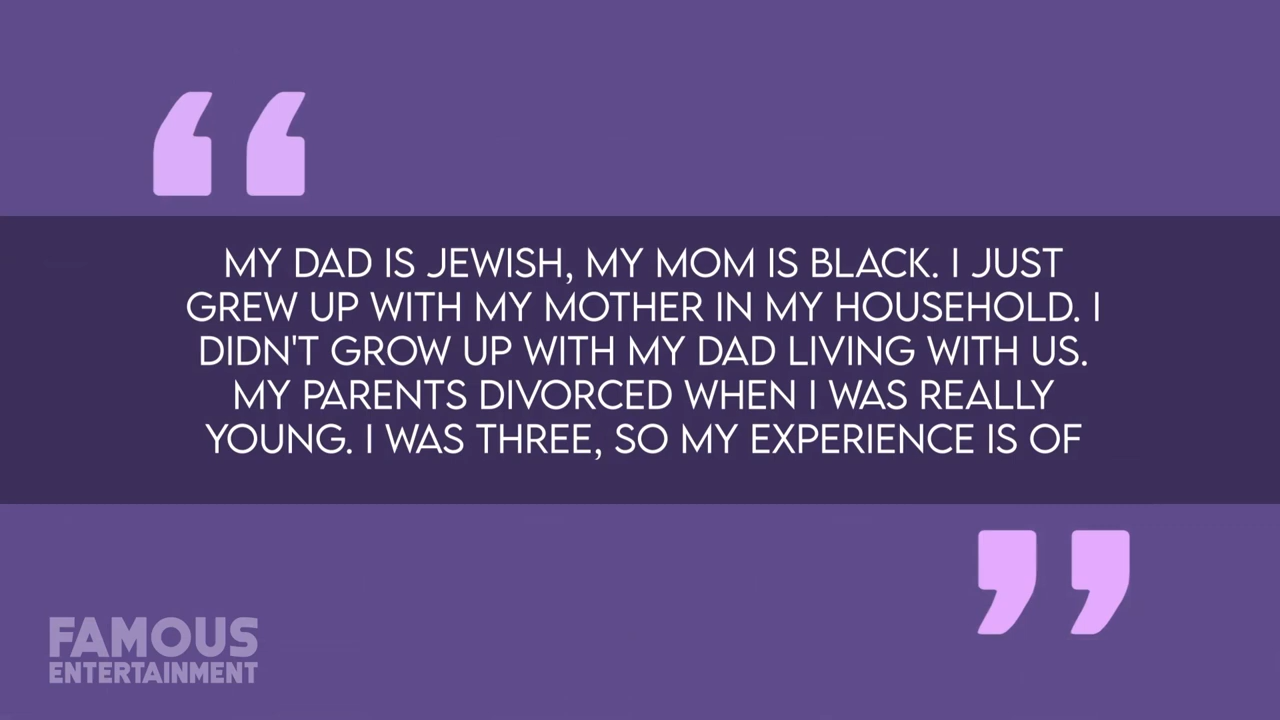 “
MY DAD IS JEWISH, MY MOM IS BLACK. I JUST
GREW UP WITH MY MOTHER IN MY HOUSEHOLD. I
DIDN'T GROW UP WITH MY DAD LIVING WITH US.
MY PARENTS DIVORCED WHEN I WAS REALLY
YOUNG. I WAS THREE, SO MY EXPERIENCE IS OF
”
FAMOUS
ENTERTAINMENT